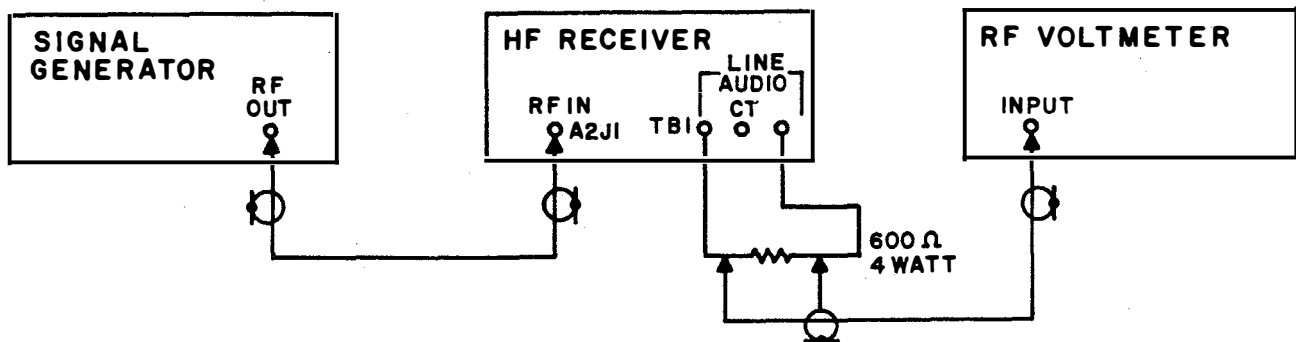 SIGNAL
GENERATOR
RF
OUT
HF RECEIVER
LINE
AUDIO
CT
RF IN
A2J1
TB1
RF VOLTMETER
INPUT
600 Ω
4 WATT